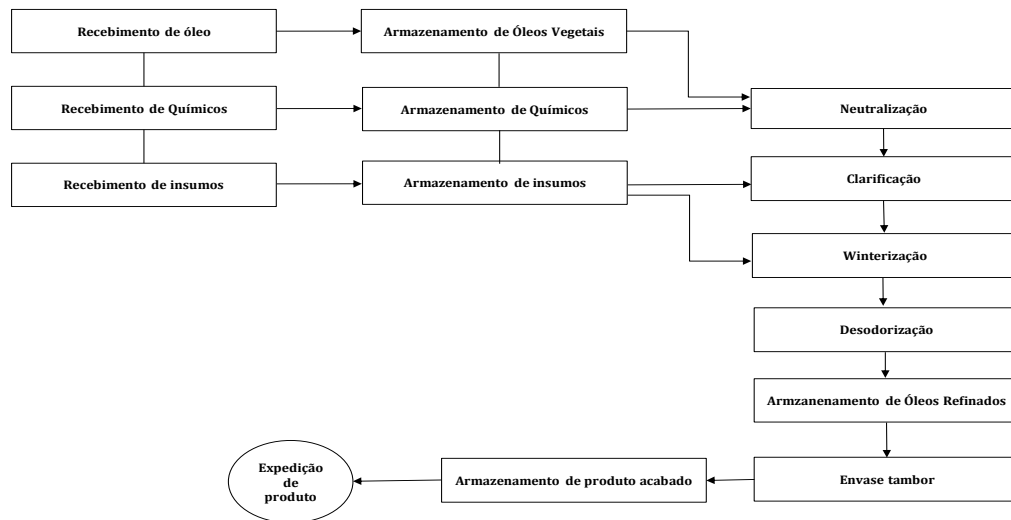 Recebimento de óleo
Armazenamento de Óleos Vegetais
Recebimento de Químicos
Armazenamento de Químicos
Neutralização
Recebimento de insumos
Armazenamento de insumos
Clarificação
Winterização
Desodorização
Armzanenamento de Óleos Refinados
Expedição
de
produto
Armazenamento de produto acabado
Envase tambor